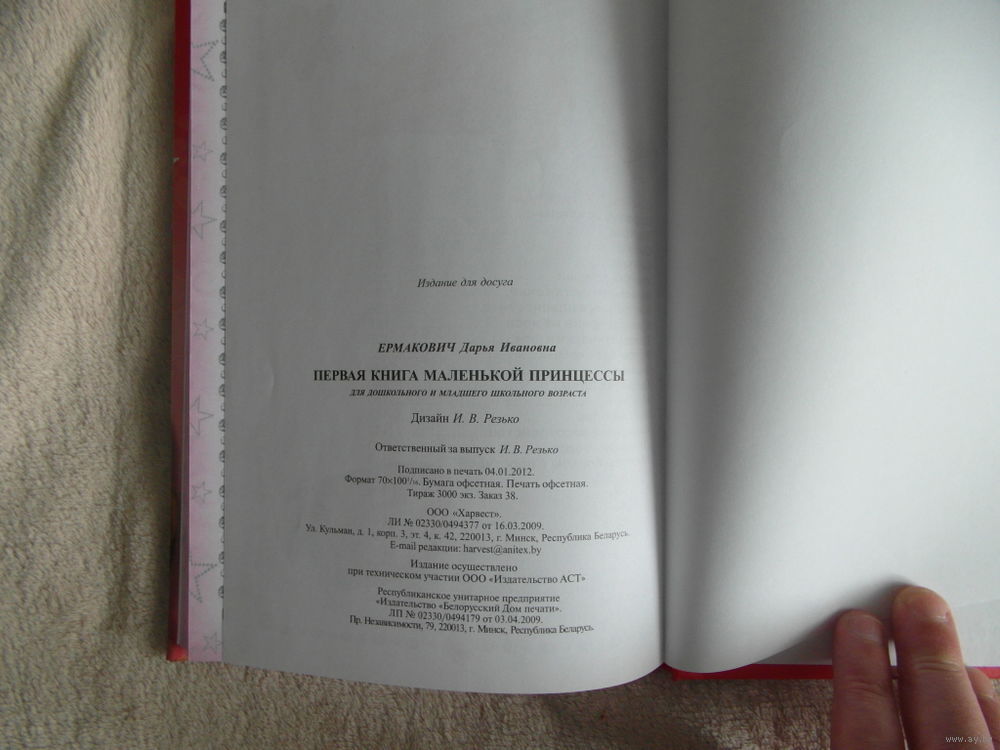 Издание для досуга
ЕРМАКОВИЧ Дарья Ивановна
ПЕРВАЯ КНИГА МАЛЕНЬКОЙ ПРИНЦЕССЫ
ДЛЯ ДОШКОЛЬНОГО И МЛАДШЕГО ШКОЛЬНОГО ВОЗРАСТА
Дизайн И. В. Резько
Ответственный за выпуск И. В. Резько
Подписано в печать 04.01.2012.
Формат 70×100¹/₁₆. Бумага офсетная. Печать офсетная.
Тираж 3000 экз. Заказ 38.
ООО «Харвест».
ЛИ № 02330/0494377 от 16.03.2009.
Ул. Кульман, д. 1, корп. 3, эт. 4, к. 42, 220013, г. Минск, Республика Беларусь.
E-mail редакции: harvest@anitex.by
Издание осуществлено
при техническом участии ООО «Издательство АСТ»
Республиканское унитарное предприятие
«Издательство «Белорусский Дом печати».
ЛП № 02330/0494179 от 03.04.2009.
Пр. Независимости, 79, 220013, г. Минск, Республика Беларусь.